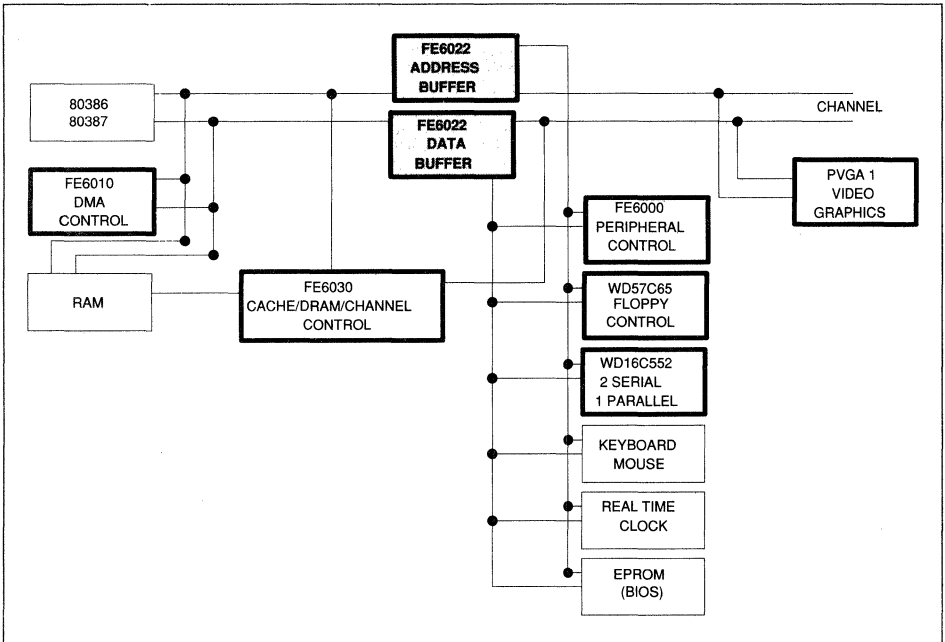 FE6022
ADDRESS
BUFFER
80386
80387
CHANNEL
FE6022
DATA
BUFFER
FE6010
DMA
CONTROL
PVGA 1
VIDEO
GRAPHICS
FE6000
PERIPHERAL
CONTROL
RAM
FE6030
CACHE/DRAM/CHANNEL
CONTROL
WD57C65
FLOPPY
CONTROL
WD16C552
2 SERIAL
1 PARALLEL
KEYBOARD
MOUSE
REAL TIME
CLOCK
EPROM
(BIOS)